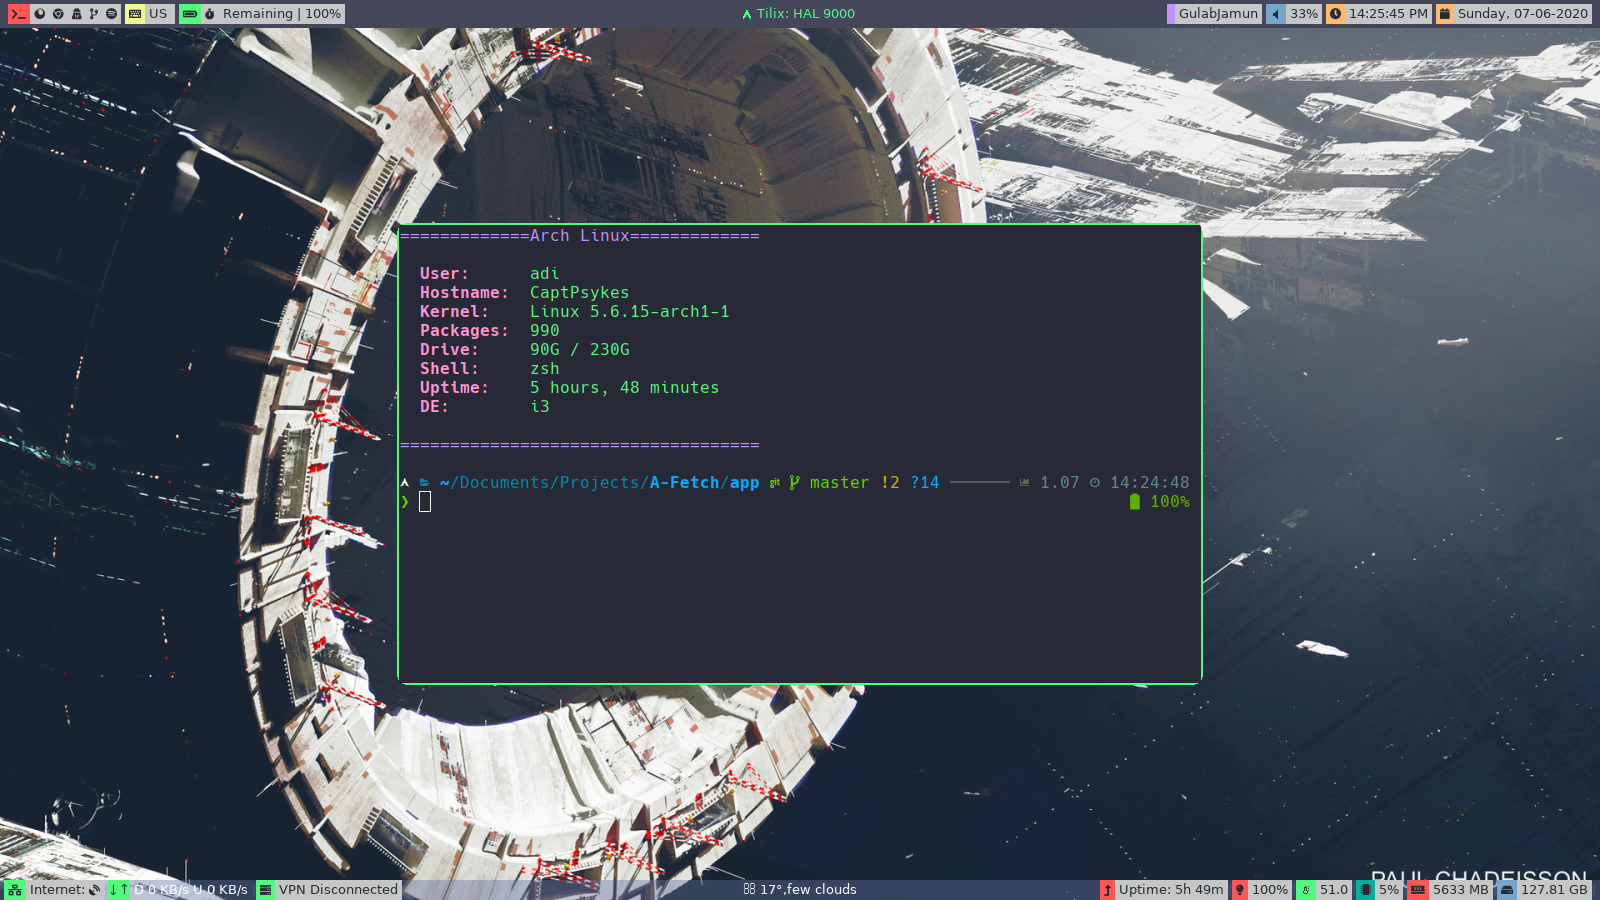 US
Remaining | 100%
Tilix: HAL 9000
GulabJamun
33%
14:25:45 PM
Sunday, 07-06-2020
=============Arch Linux=============
User: adi
Hostname: CaptPsykes
Kernel: Linux 5.6.15-arch1-1
Packages: 990
Drive: 90G / 230G
Shell: zsh
Uptime: 5 hours, 48 minutes
DE: i3
====================================
~/Documents/Projects/A-Fetch/app git master !2 ?14 1.07 14:24:48
❯ 100%
PAUL CHADEISSON
Internet:
↓↑ D 0 KB/s U 0 KB/s
VPN Disconnected
17°,few clouds
Uptime: 5h 49m
100%
51.0
5%
5633 MB
127.81 GB